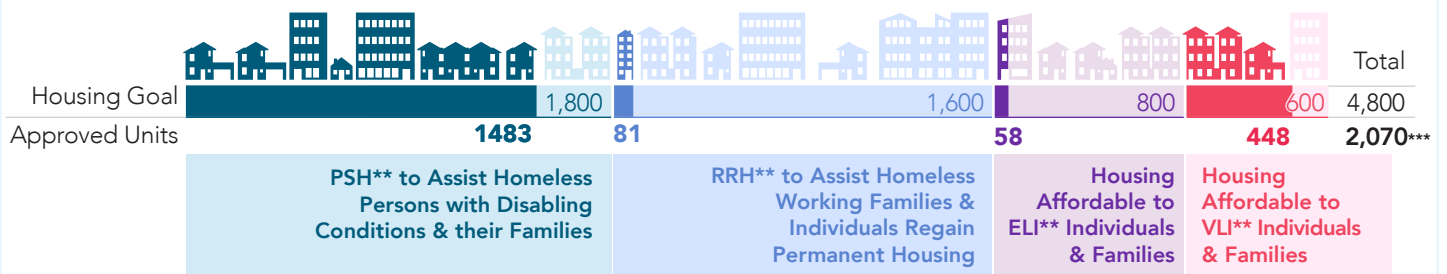 Total
Housing Goal 1,800 1,600 800 600 4,800
Approved Units 1483 81 58 448 2,070***
PSH** to Assist Homeless
Persons with Disabling
Conditions & their Families
RRH** to Assist Homeless
Working Families &
Individuals Regain
Permanent Housing
Housing
Affordable to
ELI** Individuals
& Families
Housing
Affordable to
VLI** Individuals
& Families